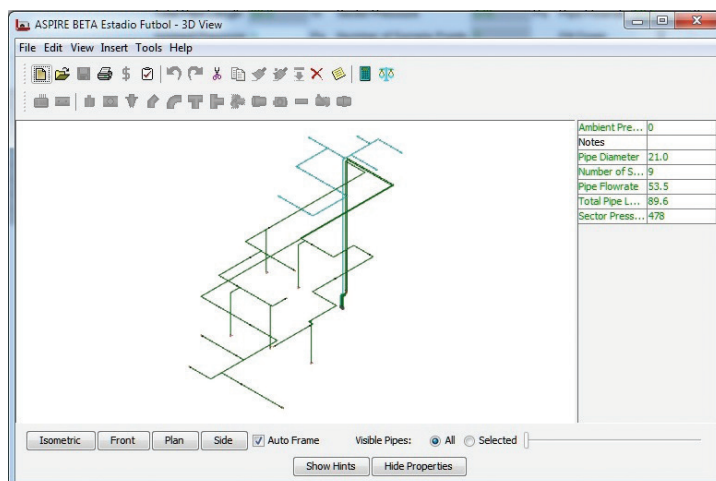 ASPIRE BETA Estadio Futbol - 3D View
File Edit View Insert Tools Help
Ambient Pre... 0
Notes
Pipe Diameter 21.0
Number of S... 9
Pipe Flowrate 53.5
Total Pipe L... 89.6
Sector Press... 478
Isometric Front Plan Side Auto Frame Visible Pipes: All Selected
Show Hints Hide Properties